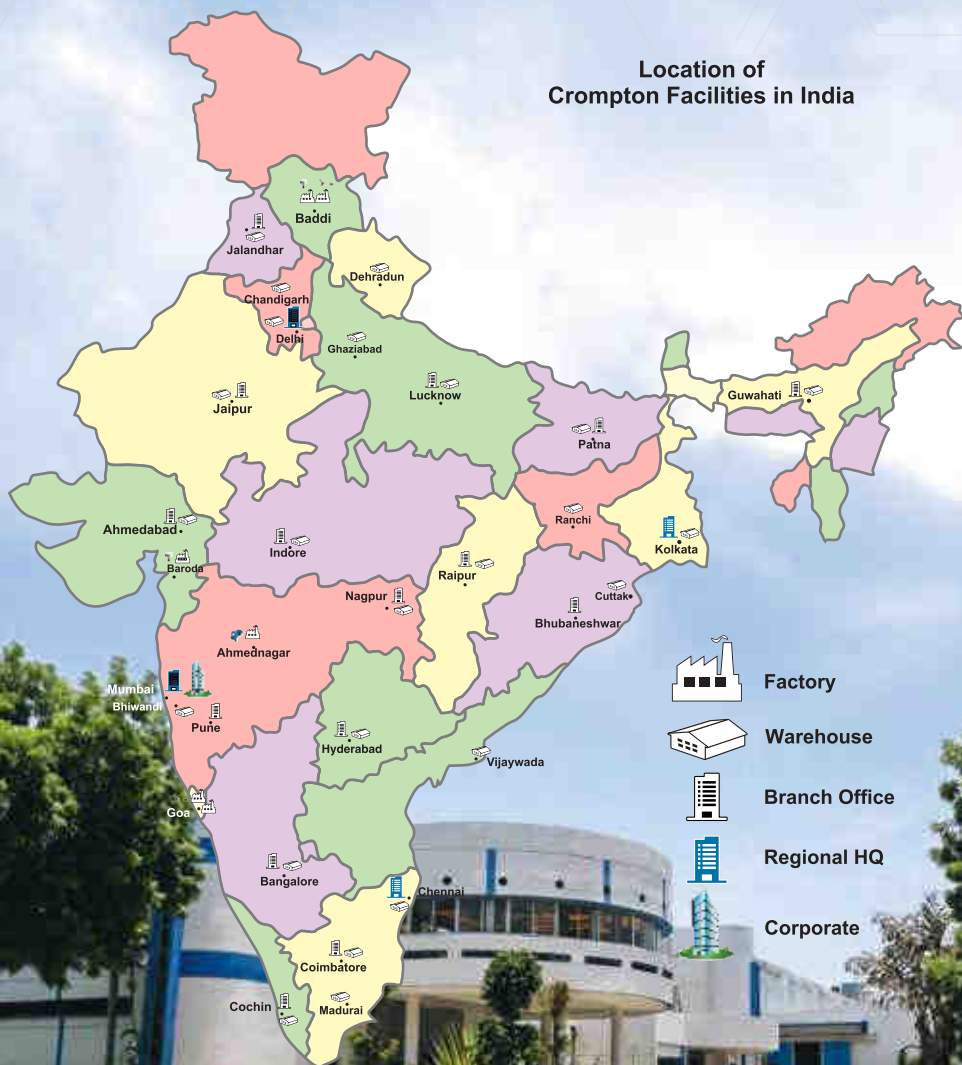 Location of
Crompton Facilities in India
Baddi
Jalandhar
Dehradun
Chandigarh
Delhi
Ghaziabad
Lucknow
Jaipur
Guwahati
Patna
Ahmedabad
Ranchi
Indore
Kolkata
Baroda
Raipur
Nagpur
Cuttak
Bhubaneshwar
Ahmednagar
Factory
Mumbai
Bhiwandi
Pune
Warehouse
Hyderabad
Vijaywada
Branch Office
Goa
Regional HQ
Bangalore
Chennai
Corporate
Coimbatore
Cochin
Madurai